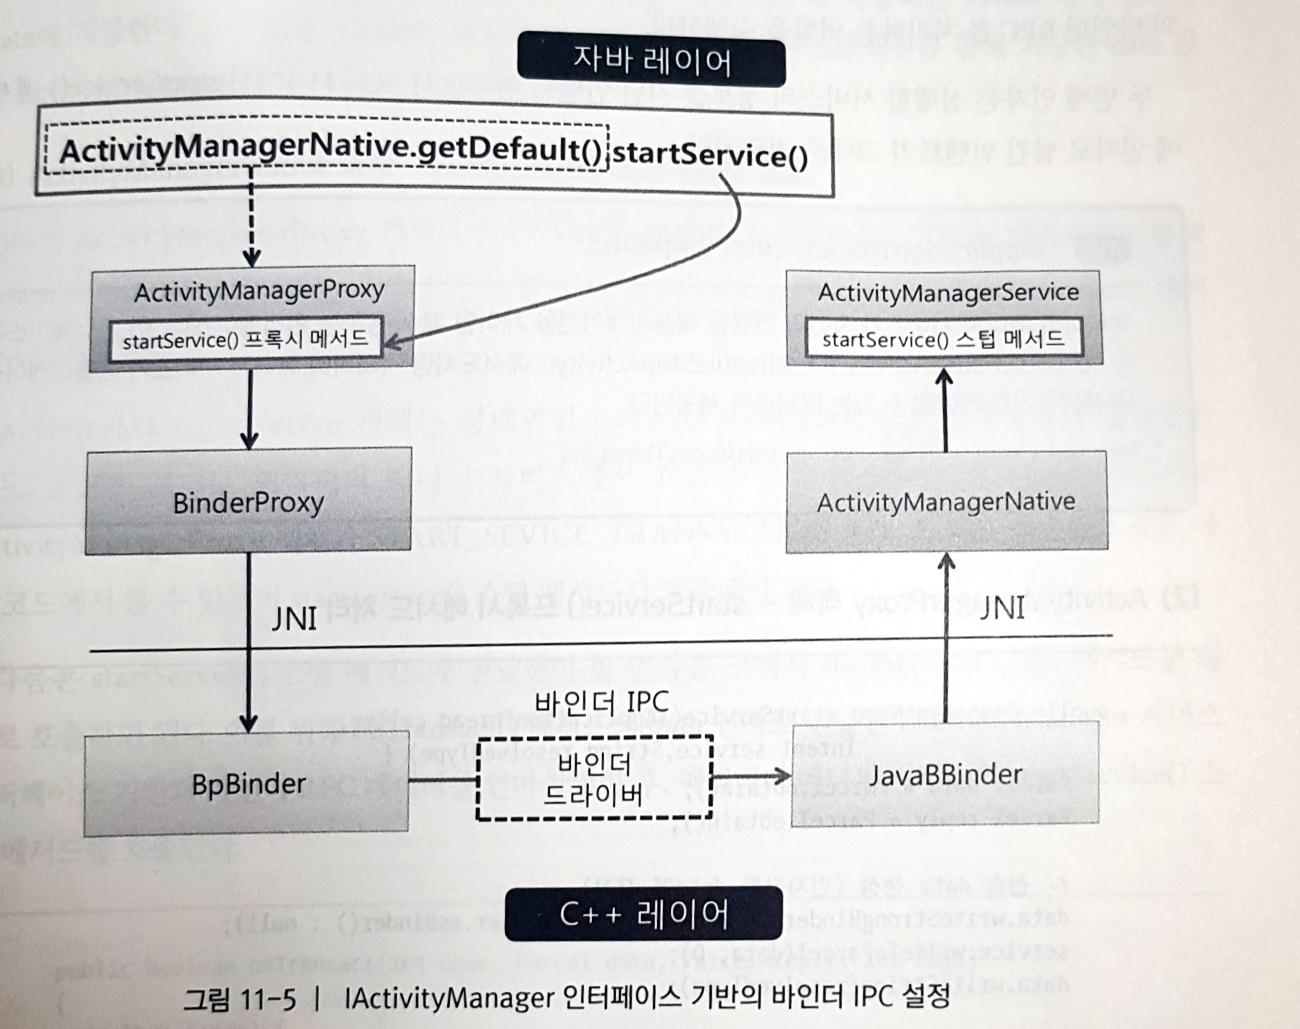 자바 레이어
ActivityManagerNative.getDefault().startService()
ActivityManagerProxy
startService() 프록시 메서드
ActivityManagerService
startService() 스텁 메서드
BinderProxy
ActivityManagerNative
JNI
JNI
바인더 IPC
BpBinder
바인더
드라이버
JavaBBinder
C++ 레이어
그림 11-5 | IActivityManager 인터페이스 기반의 바인더 IPC 설정